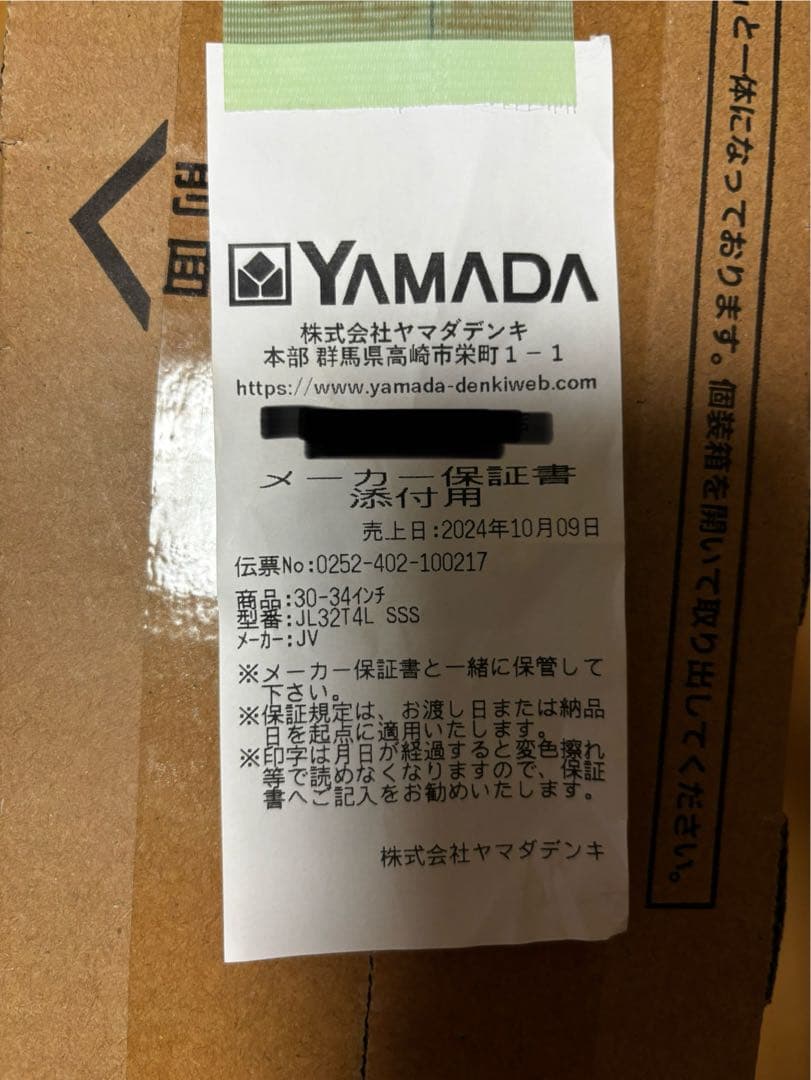 YAMADA
株式会社ヤマダデンキ
本部 群馬県高崎市栄町1-1
https://www.yamada-denkiweb.com
メーカー保証書
添付用
売上日:2024年10月09日
伝票No:0252-402-100217
商品:30-34インチ
型番:JL32T4L SSS
メーカー:JV
※メーカー保証書と一緒に保管して
下さい。
※保証規定は、お渡し日または納品
日を起点に適用いたします。
※印字は月日が経過すると変色擦れ
等で読めなくなりますので、保証
書へご記入をお勧めいたします。
株式会社ヤマダデンキ
前面
と一体になっております。個装箱を開いて取り出してください。